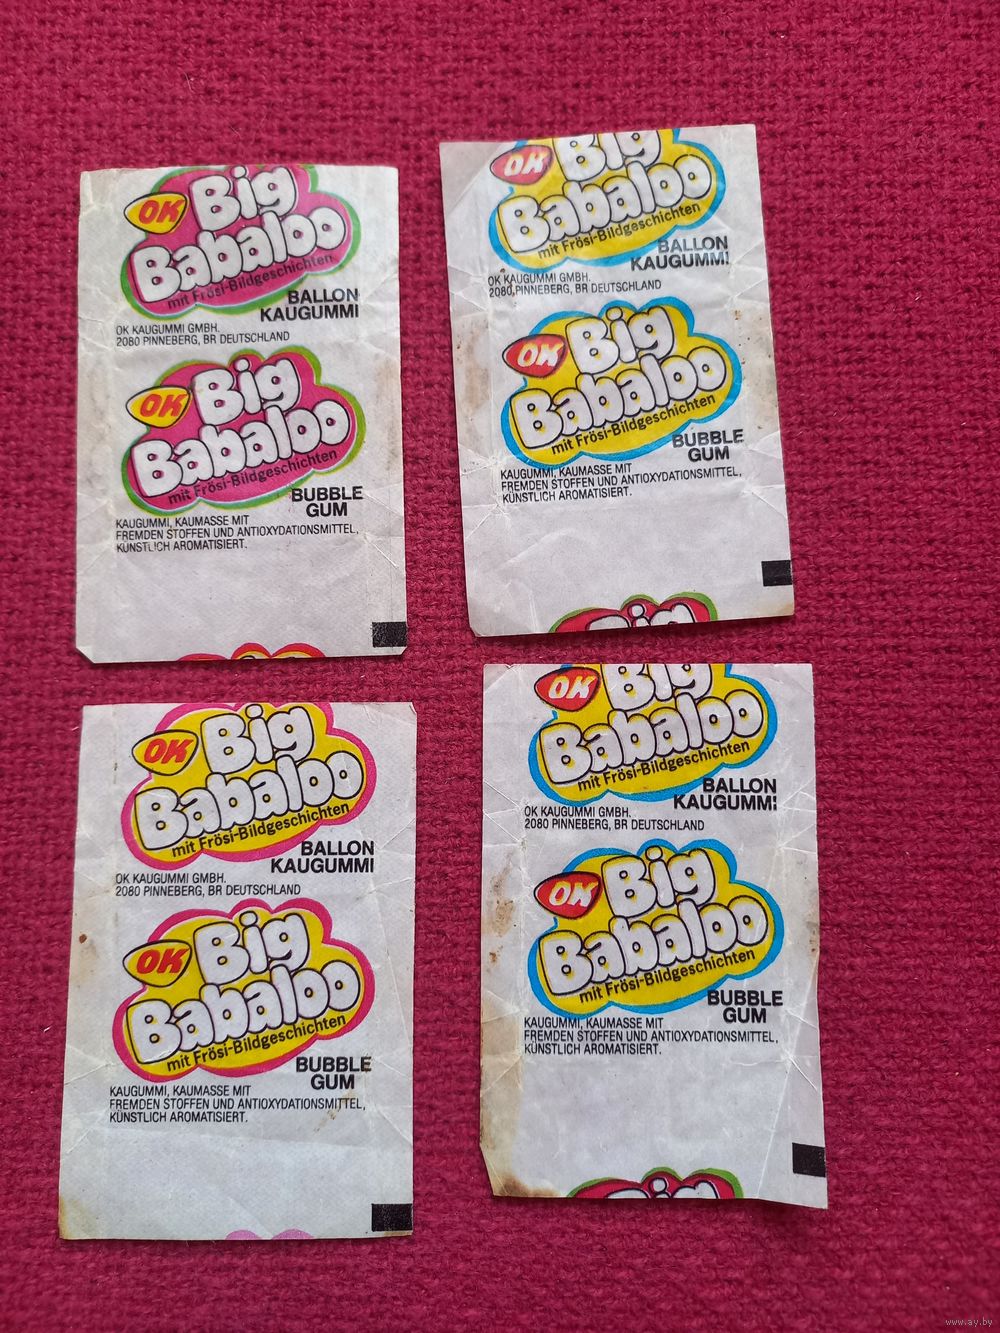 OK
Big
Babaloo
mit Frösi-Bildgeschichten
BALLON
KAUGUMMI
OK KAUGUMMI GMBH.
2080 PINNEBERG, BR DEUTSCHLAND
OK
Big
Babaloo
mit Frösi-Bildgeschichten
BUBBLE
GUM
KAUGUMMI, KAUMASSE MIT
FREMDEN STOFFEN UND ANTIOXYDATIONSMITTEL,
KÜNSTLICH AROMATISIERT.
OK
Big
Babaloo
mit Frösi-Bildgeschichten
BALLON
KAUGUMMI
OK KAUGUMMI GMBH.
2080 PINNEBERG, BR DEUTSCHLAND
OK
Big
Babaloo
mit Frösi-Bildgeschichten
BUBBLE
GUM
KAUGUMMI, KAUMASSE MIT
FREMDEN STOFFEN UND ANTIOXYDATIONSMITTEL,
KÜNSTLICH AROMATISIERT.
Big
OK
Big
Babaloo
mit Frösi-Bildgeschichten
BALLON
KAUGUMMI
OK KAUGUMMI GMBH.
2080 PINNEBERG, BR DEUTSCHLAND
OK
Big
Babaloo
mit Frösi-Bildgeschichten
BUBBLE
GUM
KAUGUMMI, KAUMASSE MIT
FREMDEN STOFFEN UND ANTIOXYDATIONSMITTEL,
KÜNSTLICH AROMATISIERT.
OK
Big
Babaloo
mit Frösi-Bildgeschichten
BALLON
KAUGUMMI
OK KAUGUMMI GMBH.
2080 PINNEBERG, BR DEUTSCHLAND
OK
Big
Babaloo
mit Frösi-Bildgeschichten
BUBBLE
GUM
KAUGUMMI, KAUMASSE MIT
FREMDEN STOFFEN UND ANTIOXYDATIONSMITTEL,
KÜNSTLICH AROMATISIERT.
Big
www.ay.by